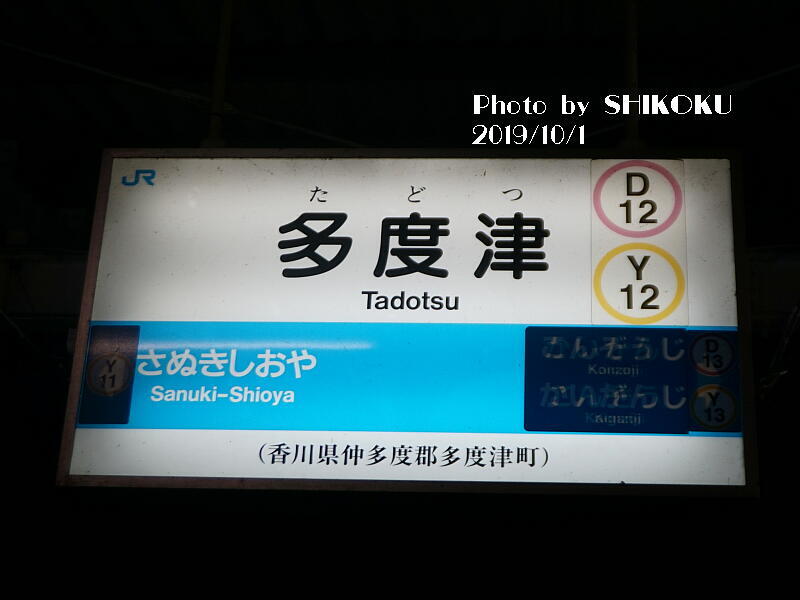 Photo by SHIKOKU
2019/10/1
JR
た ど つ
多度津
Tadotsu
D
12
Y
12
Y
11
さぬきしおや
Sanuki-Shioya
こんぞうじ
Konzoji
D
13
かいがんじ
Kaiganji
Y
13
(香川県仲多度郡多度津町)